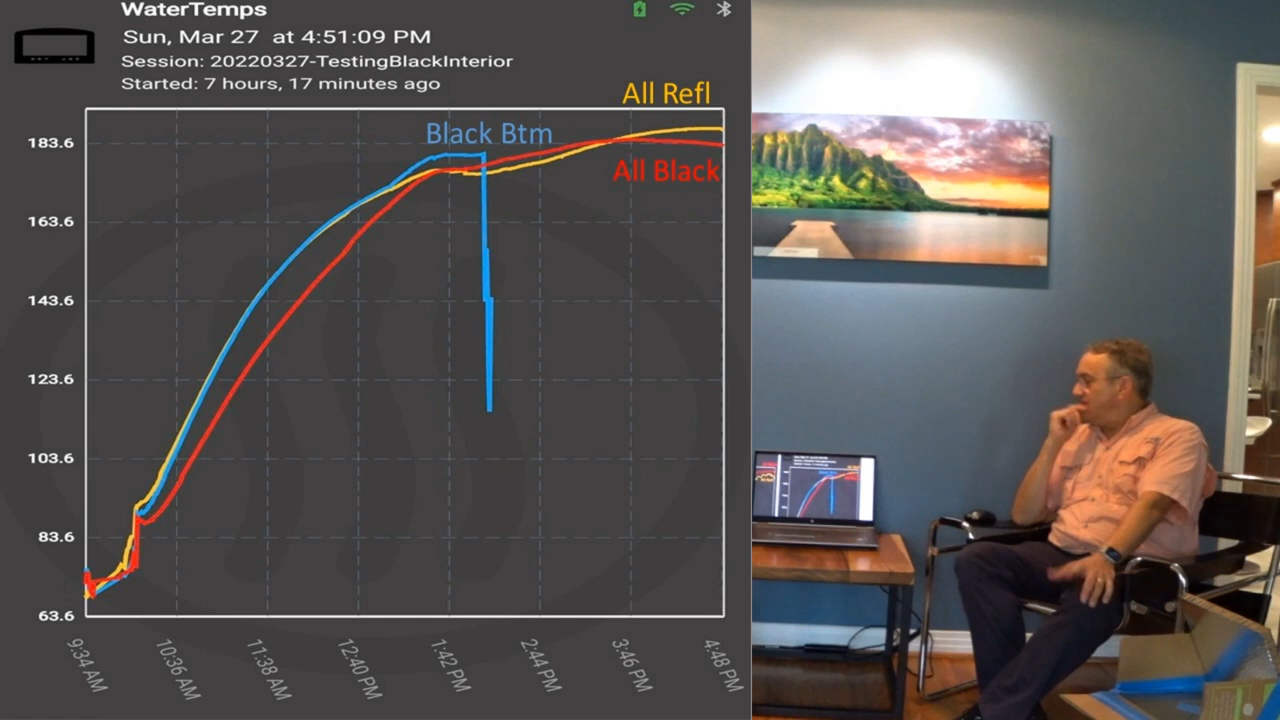 WaterTemps
Sun, Mar 27 at 4:51:09 PM
Session: 20220327-TestingBlackInterior
Started: 7 hours, 17 minutes ago
All Refl
Black Btm
All Black
183.6
163.6
143.6
123.6
103.6
83.6
63.6
9:34 AM
10:36 AM
11:38 AM
12:40 PM
1:42 PM
2:44 PM
3:46 PM
4:48 PM